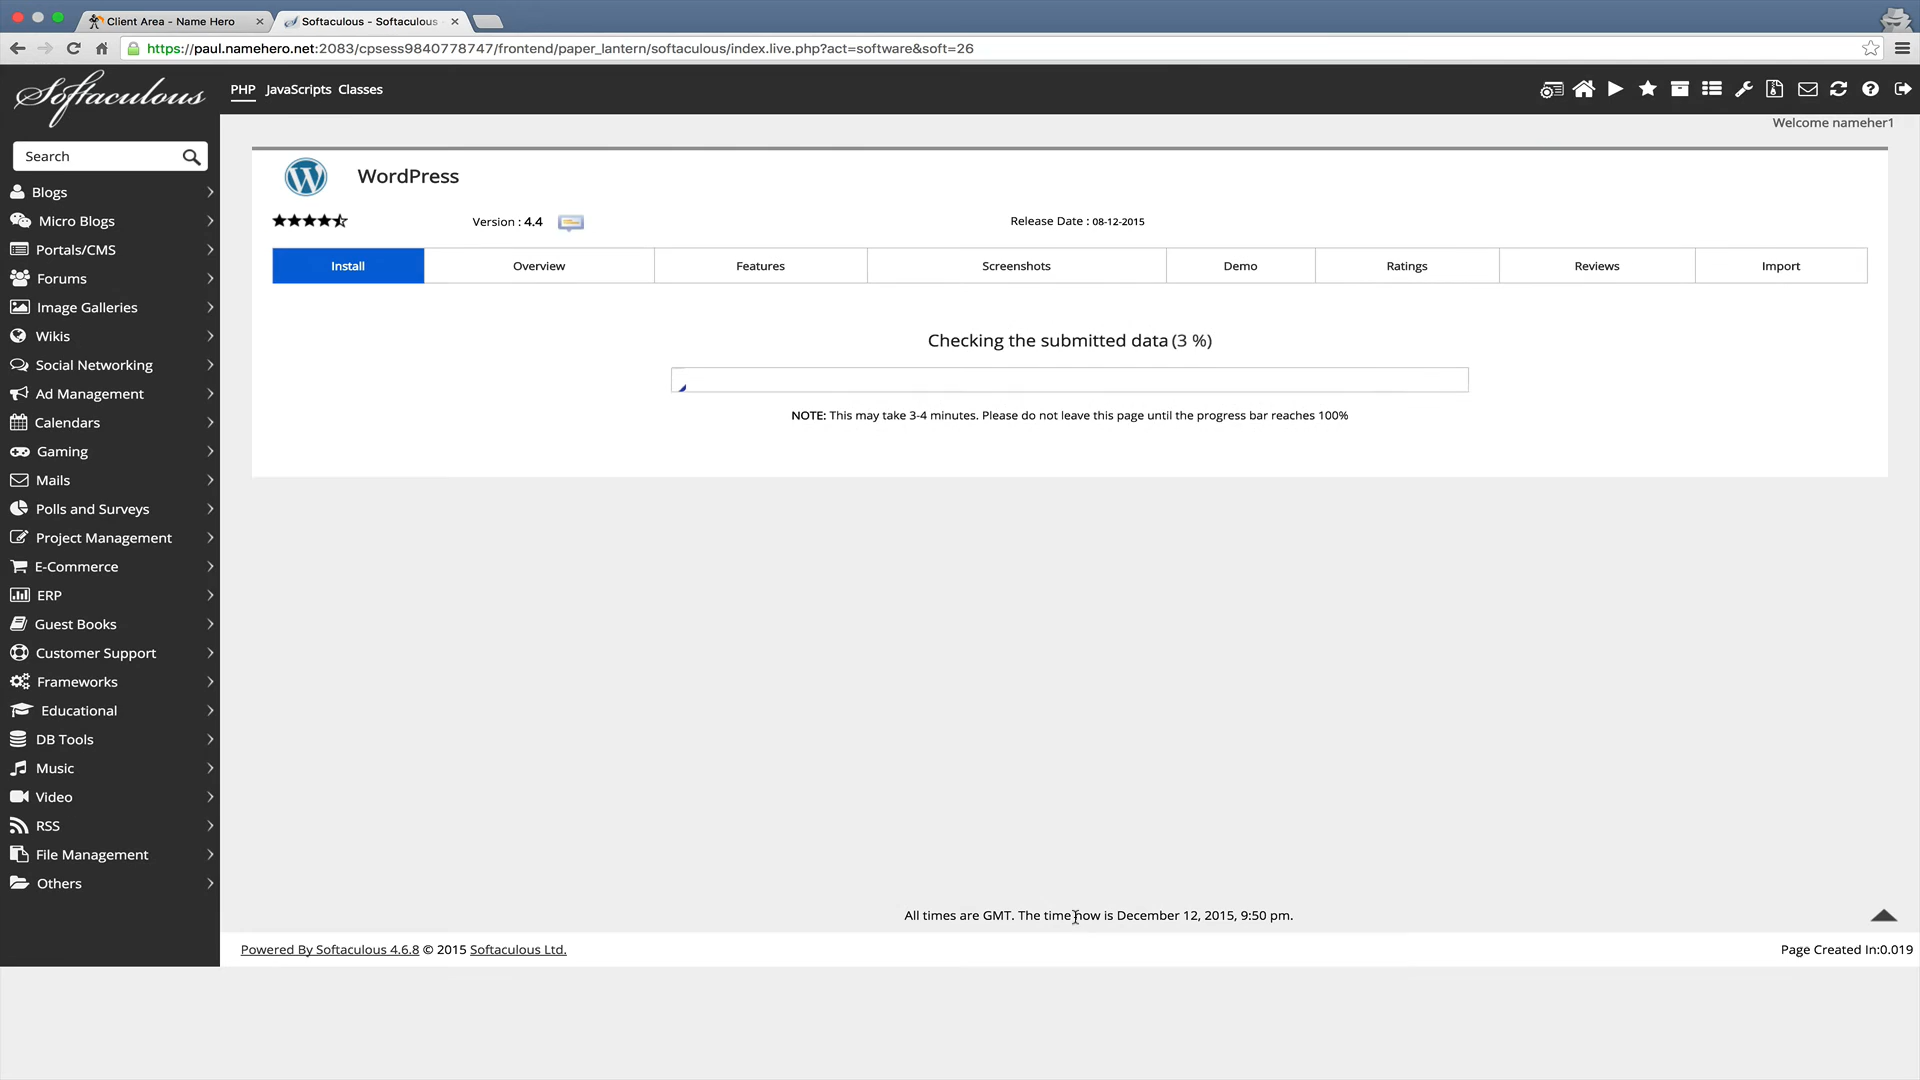 Client Area - Name Hero
Softaculous - Softaculous
https://paul.namehero.net:2083/cpsess9840778747/frontend/paper_lantern/softaculous/index.live.php?act=software&soft=26
Softaculous
PHP JavaScripts Classes
Welcome nameher1
Search
Blogs
Micro Blogs
Portals/CMS
Forums
Image Galleries
Wikis
Social Networking
Ad Management
Calendars
Gaming
Mails
Polls and Surveys
Project Management
E-Commerce
ERP
Guest Books
Customer Support
Frameworks
Educational
DB Tools
Music
Video
RSS
File Management
Others
WordPress
Version : 4.4
Release Date : 08-12-2015
Install Overview Features Screenshots Demo Ratings Reviews Import
Checking the submitted data (3 %)
NOTE: This may take 3-4 minutes. Please do not leave this page until the progress bar reaches 100%
All times are GMT. The time now is December 12, 2015, 9:50 pm.
Powered By Softaculous 4.6.8 © 2015 Softaculous Ltd.
Page Created In:0.019